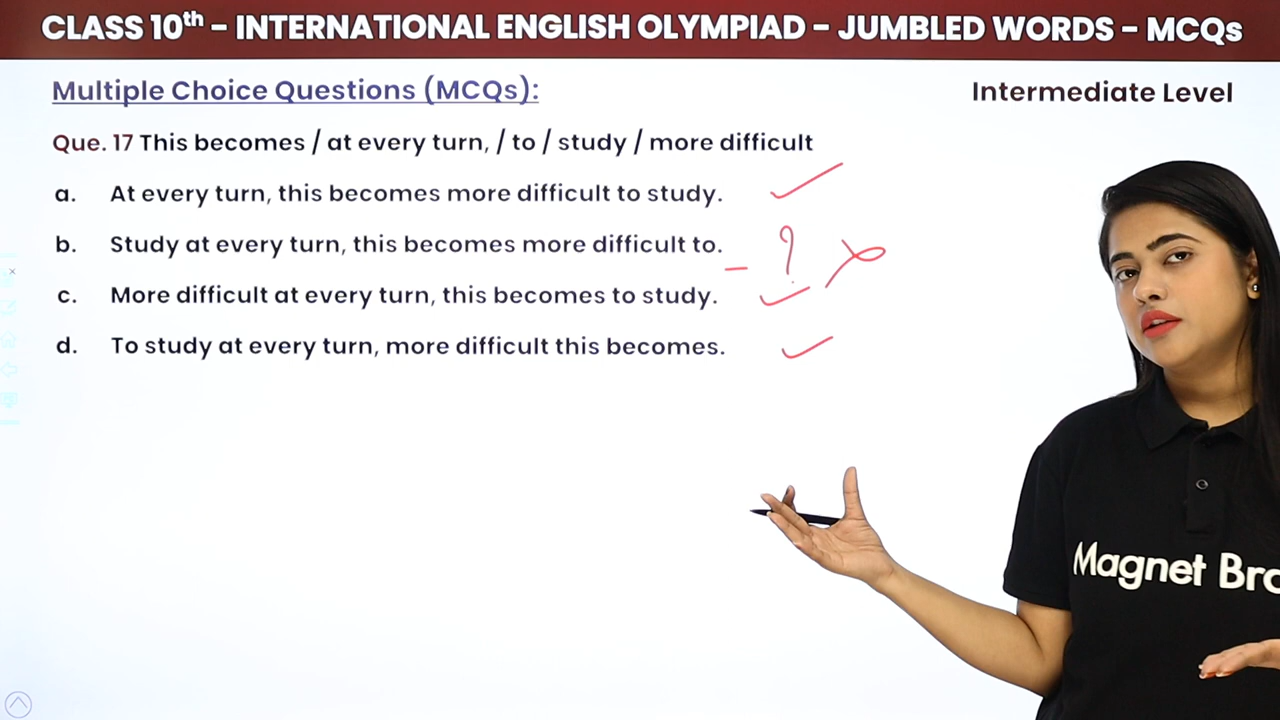 CLASS 10th – INTERNATIONAL ENGLISH OLYMPIAD – JUMBLED WORDS – MCQs
Multiple Choice Questions (MCQs):
Intermediate Level
Que. 17 This becomes / at every turn, / to / study / more difficult
a. At every turn, this becomes more difficult to study.
b. Study at every turn, this becomes more difficult to.
c. More difficult at every turn, this becomes to study.
d. To study at every turn, more difficult this becomes.
?
Magnet Bra